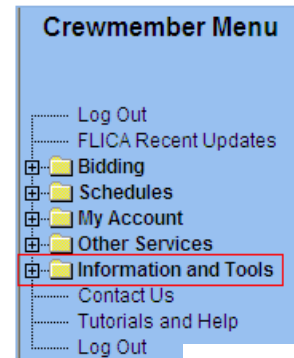 Crewmember Menu
Log Out
FLICA Recent Updates
Bidding
Schedules
My Account
Other Services
Information and Tools
Contact Us
Tutorials and Help
Log Out